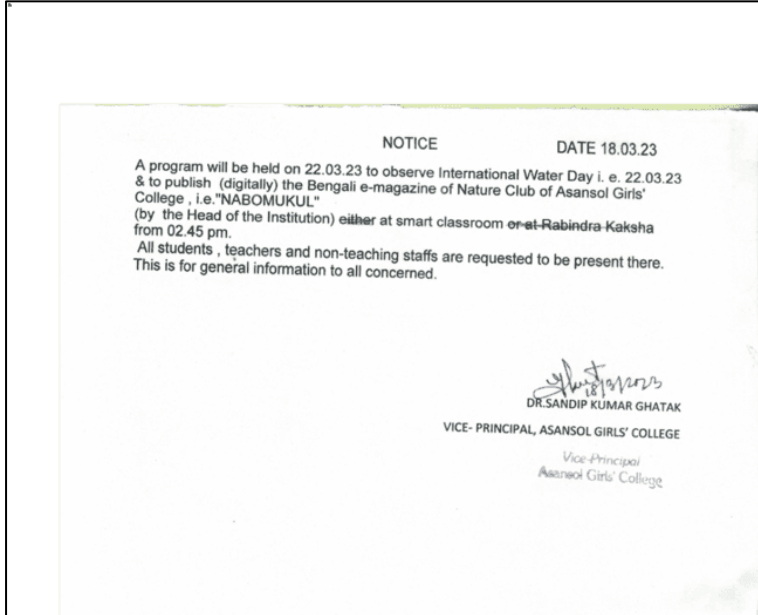 NOTICE DATE 18.03.23
A program will be held on 22.03.23 to observe International Water Day i. e. 22.03.23
& to publish (digitally) the Bengali e-magazine of Nature Club of Asansol Girls'
College , i.e."NABOMUKUL"
(by the Head of the Institution) either at smart classroom or at Rabindra Kaksha
from 02.45 pm.
All students , teachers and non-teaching staffs are requested to be present there.
This is for general information to all concerned.
18/03/2023
DR.SANDIP KUMAR GHATAK
VICE- PRINCIPAL, ASANSOL GIRLS' COLLEGE
Vice-Principal
Asansol Girls' College